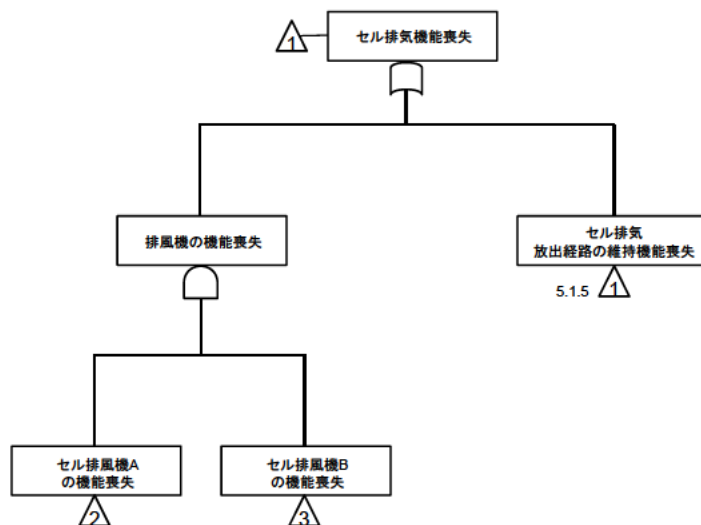 セル排気機能喪失
1
排風機の機能喪失
セル排気
放出経路の維持機能喪失
5.1.5
1
セル排風機A
の機能喪失
セル排風機B
の機能喪失
2
3